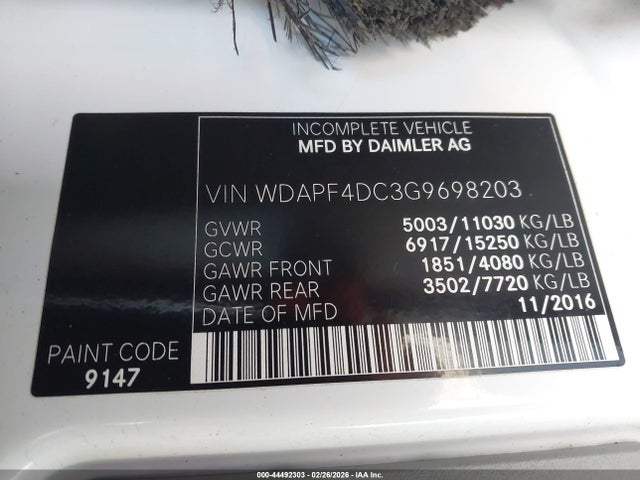 INCOMPLETE VEHICLE
MFD BY DAIMLER AG
VIN WDAPF4DC3G9698203
GVWR 5003/11030 KG/LB
GCWR 6917/15250 KG/LB
GAWR FRONT 1851/4080 KG/LB
GAWR REAR 3502/7720 KG/LB
DATE OF MFD 11/2016
PAINT CODE
9147
000-44492303 - 02/26/2026 - IAA Inc.